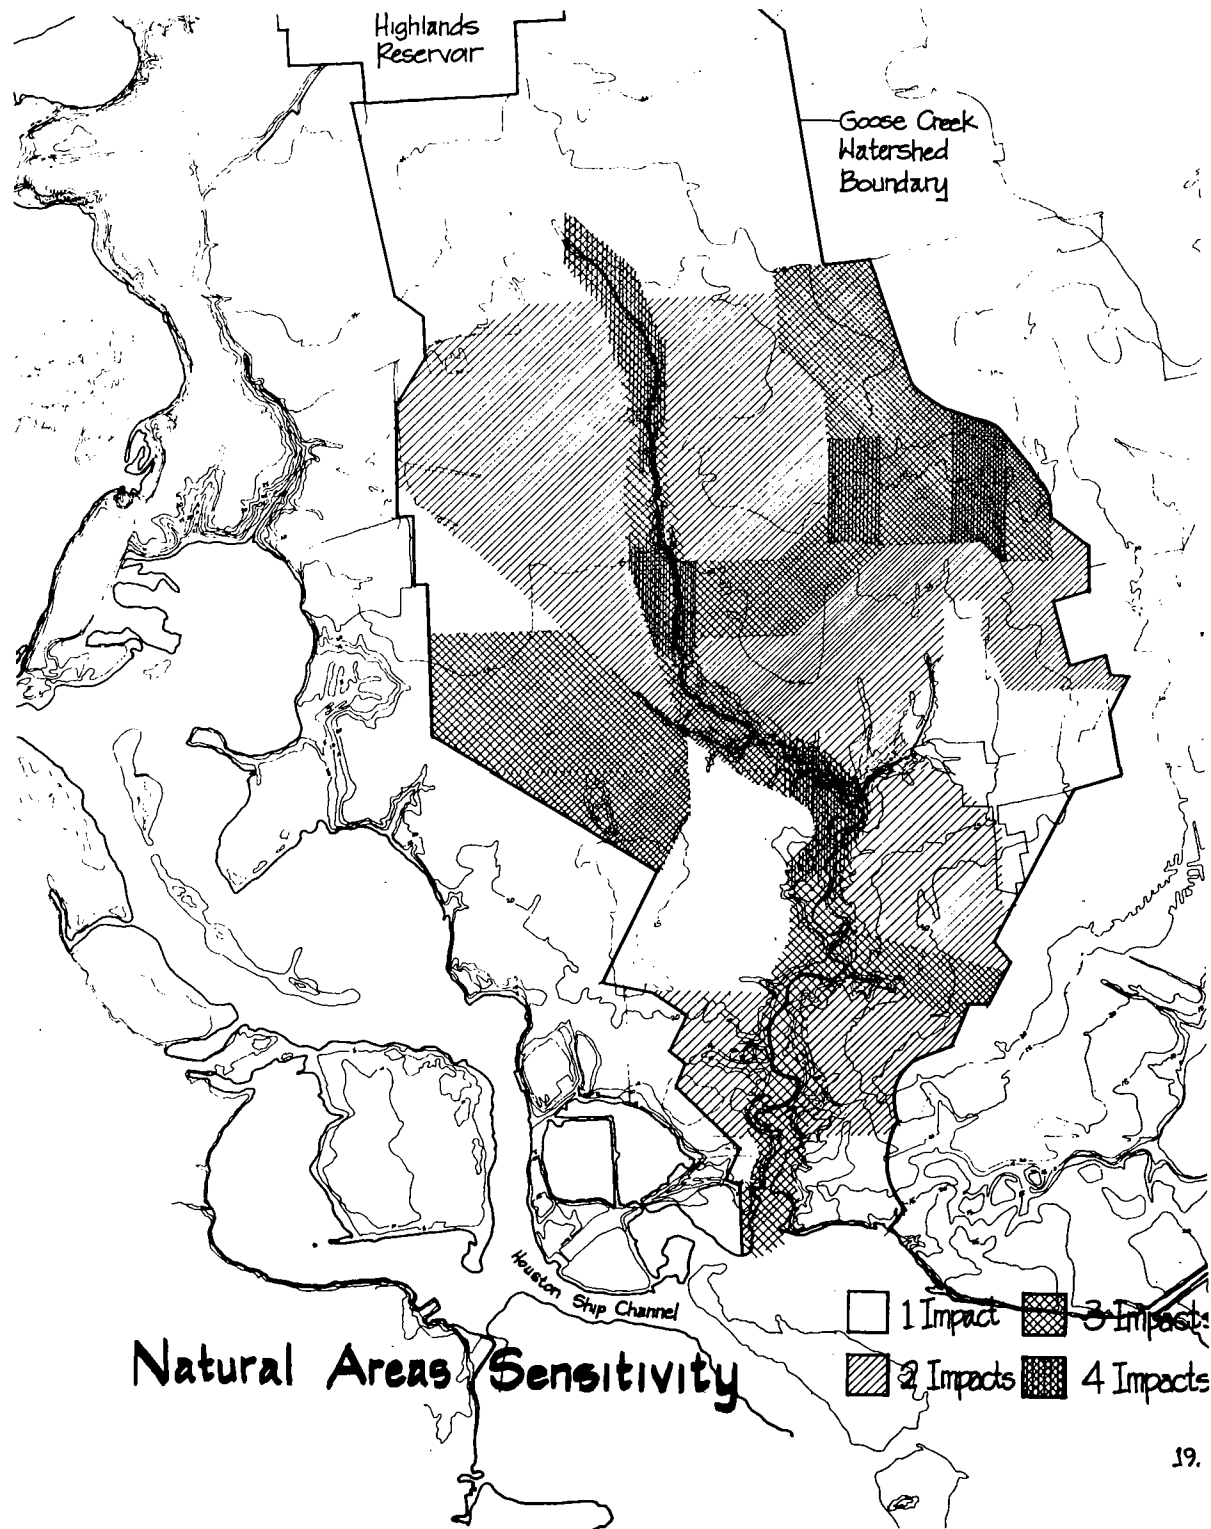 Highlands
Reservoir
Goose Creek
Watershed
Boundary
Houston Ship Channel
1 Impact
3 Impacts
2 Impacts
4 Impacts
Natural Areas Sensitivity
19.